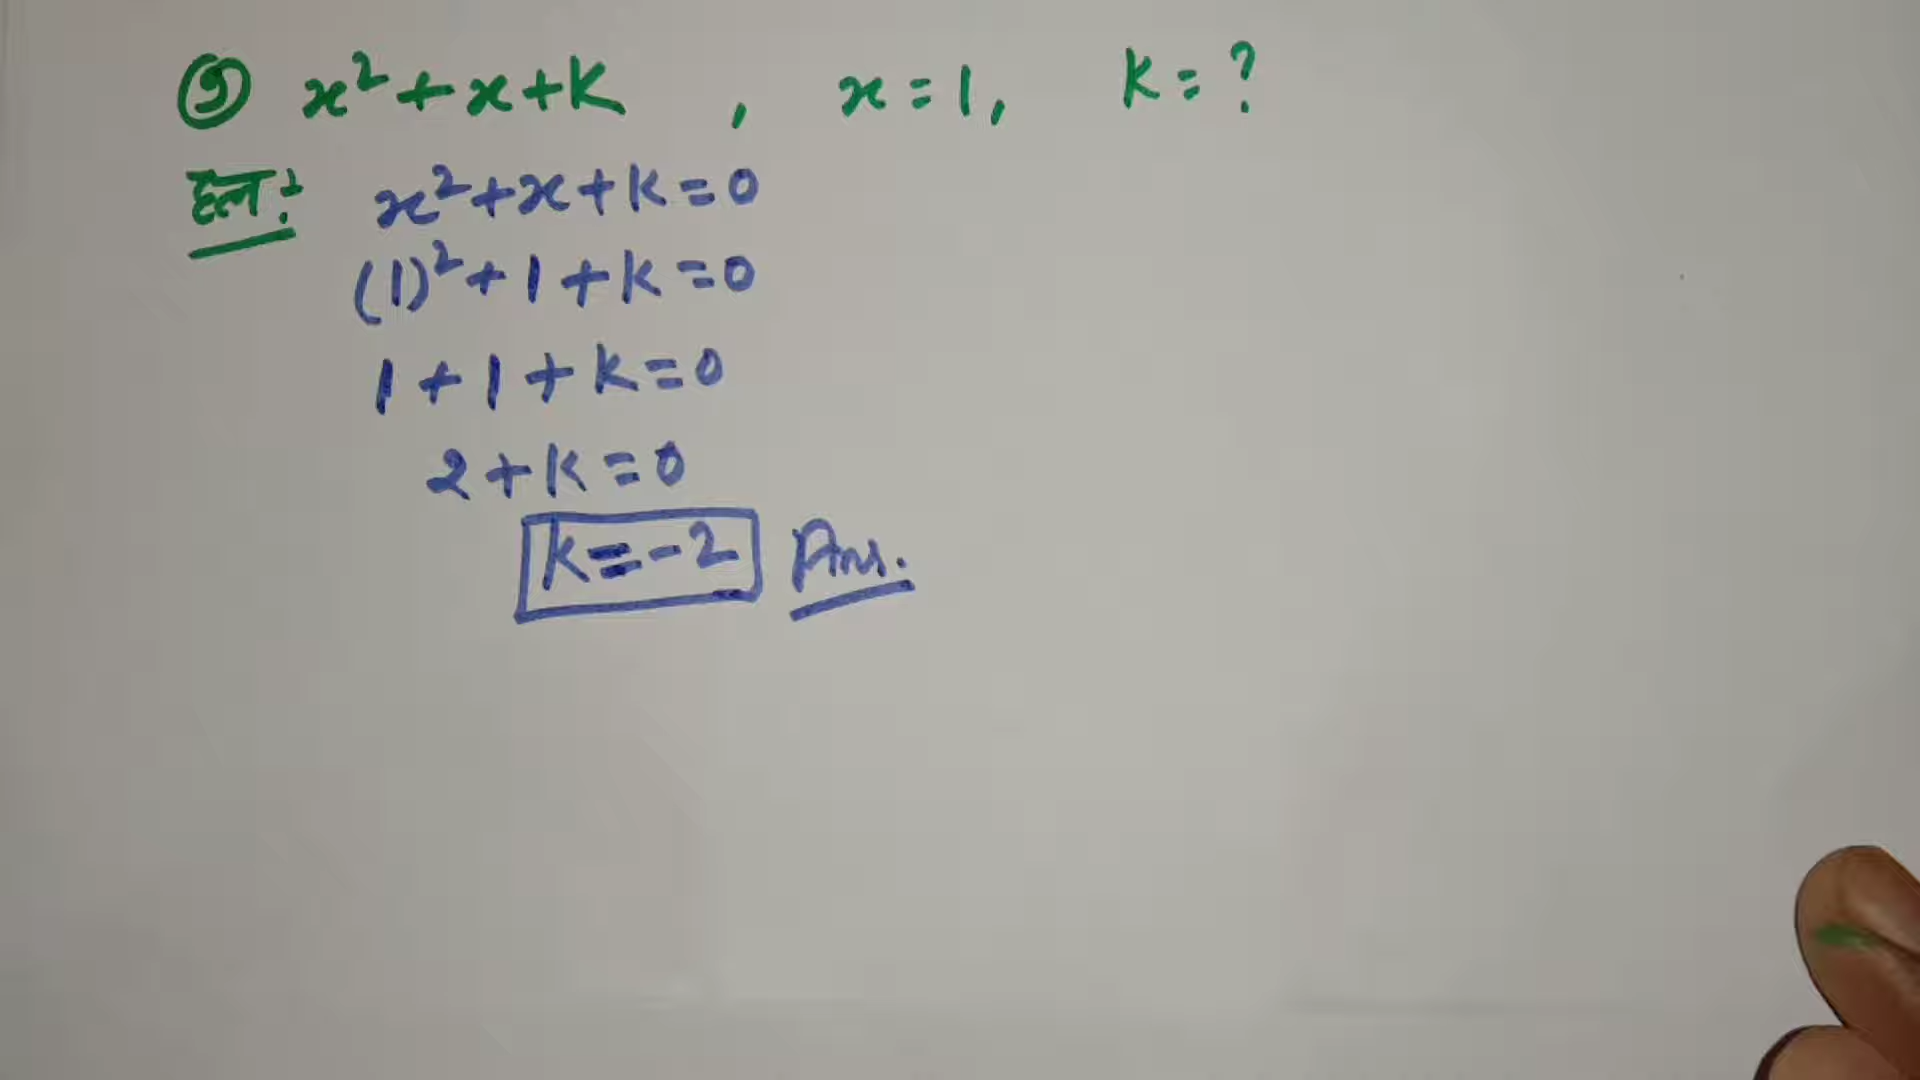 ⑤ x² + x + k , x = 1, k = ?
हल:
x² + x + k = 0
(1)² + 1 + k = 0
1 + 1 + k = 0
2 + k = 0
k = -2 Ans.